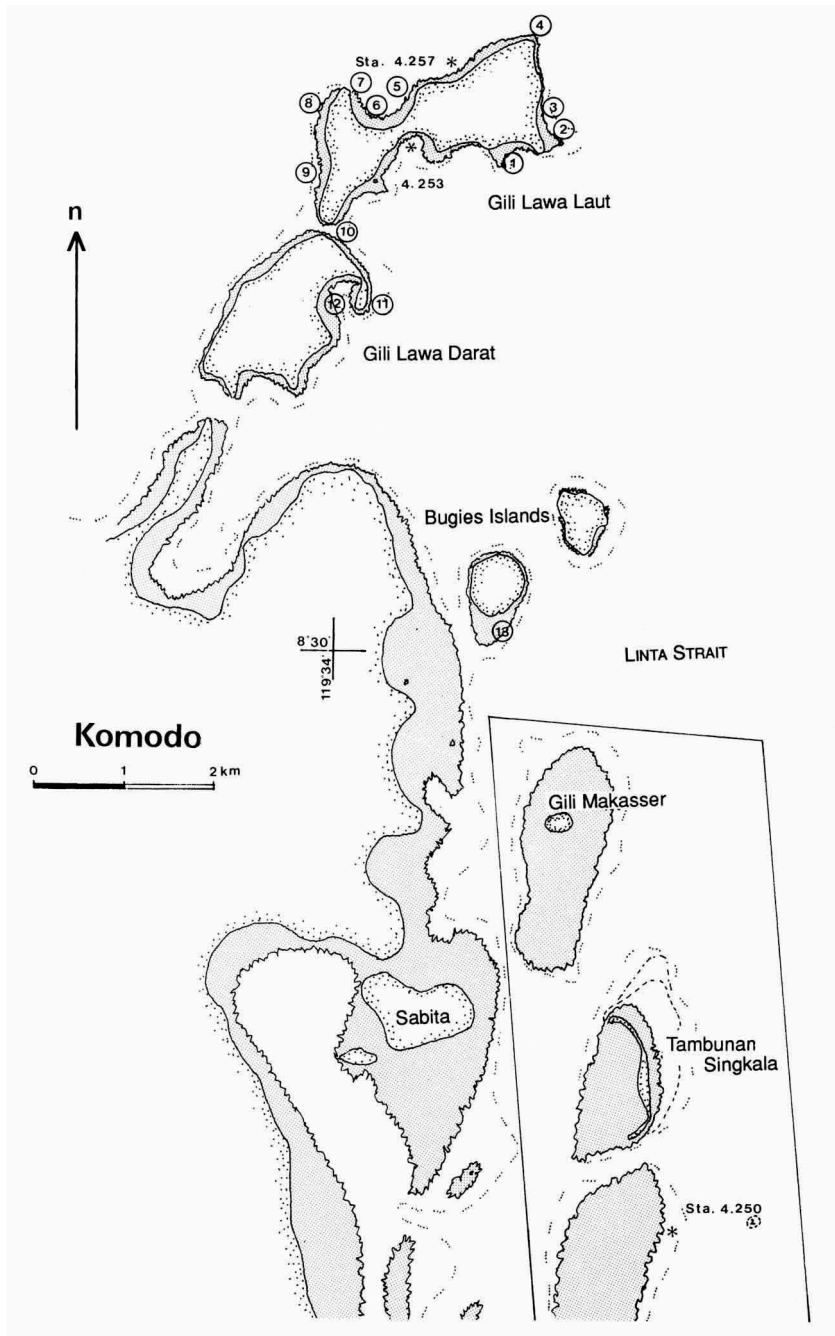 4
Sta. 4.257 *
7
5
8
6
3
2
*
1
9
4.253
Gili Lawa Laut
n
10
12
11
Gili Lawa Darat
Bugies Islands
13
8°30'
119°34'
LINTA STRAIT
Komodo
0 1 2 km
Gili Makasser
Sabita
Tambunan
Singkala
Sta. 4.250
*